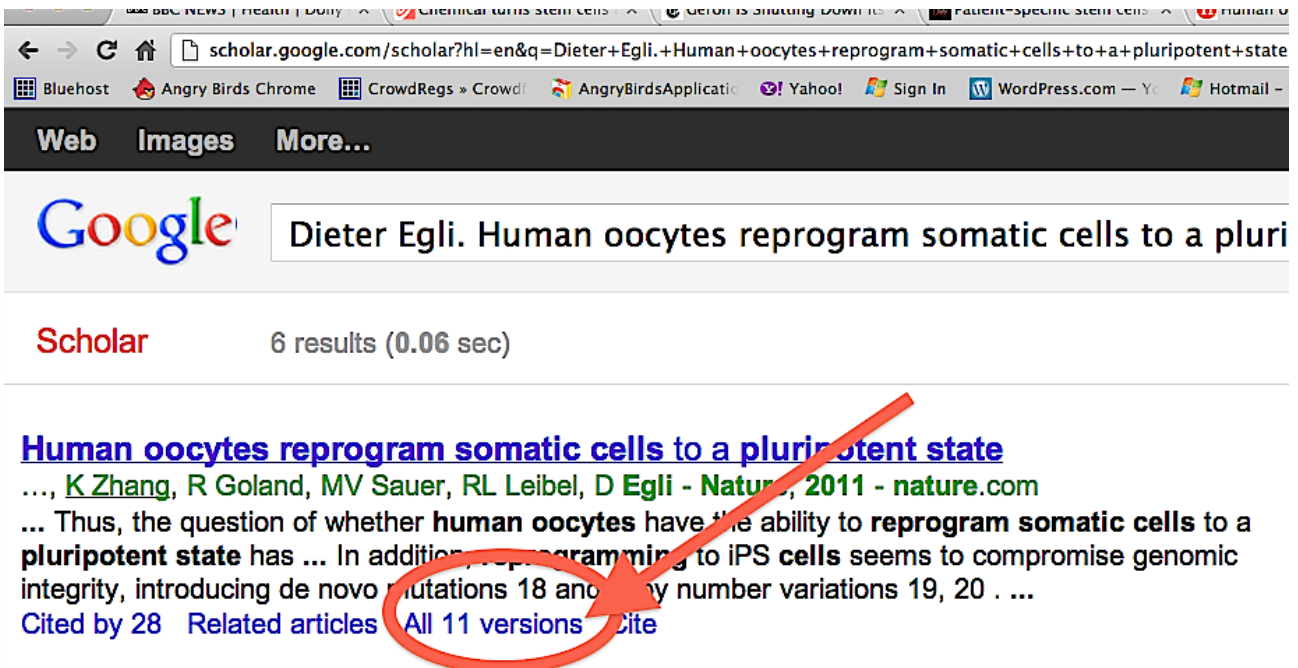 BBC NEWS | Health | Dolly Chemical turns stem cells Geron is Shutting Down Its Patient-specific stem cells Human o
scholar.google.com/scholar?hl=en&q=Dieter+Egli.+Human+oocytes+reprogram+somatic+cells+to+a+pluripotent+state
Bluehost Angry Birds Chrome CrowdRegs » Crowdf AngryBirdsApplicatio Yahoo! Sign In WordPress.com — Yo Hotmail –
Web Images More...
Google Dieter Egli. Human oocytes reprogram somatic cells to a pluri
Scholar 6 results (0.06 sec)
Human oocytes reprogram somatic cells to a pluripotent state
..., K Zhang, R Goland, MV Sauer, RL Leibel, D Egli - Nature, 2011 - nature.com
... Thus, the question of whether human oocytes have the ability to reprogram somatic cells to a
pluripotent state has ... In addition, reprogramming to iPS cells seems to compromise genomic
integrity, introducing de novo mutations 18 and copy number variations 19, 20 . ...
Cited by 28 Related articles All 11 versions Cite